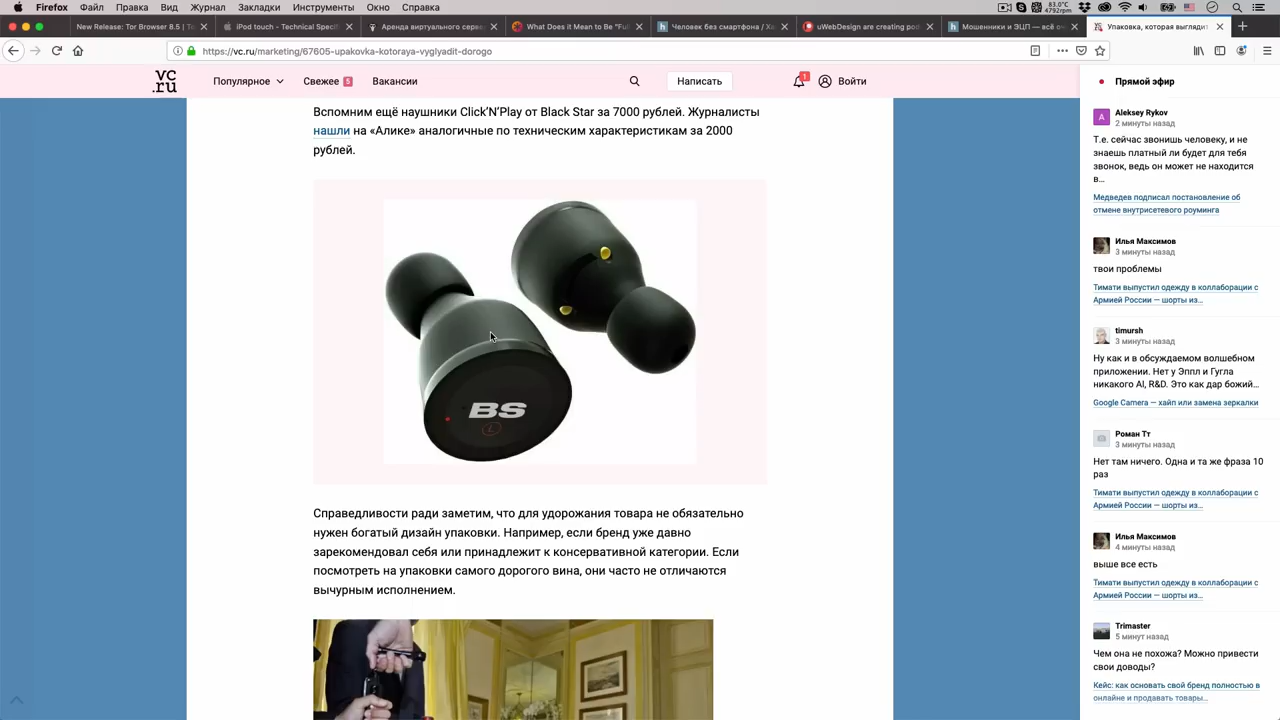 Firefox Файл Правка Вид Журнал Закладки Инструменты Окно Справка
83.0°C
4792rpm
New Release: Tor Browser 8.5 | T
iPod touch - Technical Specif
Аренда виртуального серве
What Does it Mean to Be "Full
Человек без смартфона / Х
uWebDesign are creating pod
Мошенники и ЭЦП — всё оч
Упаковка, которая выглядит
https://vc.ru/marketing/67605-upakovka-kotoraya-vyglyadit-dorogo
vc
.ru
Популярное
Свежее 5
Вакансии
Написать
1
Войти
Вспомним ещё наушники Click'N'Play от Black Star за 7000 рублей. Журналисты
нашли на «Алике» аналогичные по техническим характеристикам за 2000
рублей.
BS
L
Справедливости ради заметим, что для удорожания товара не обязательно
нужен богатый дизайн упаковки. Например, если бренд уже давно
зарекомендовал себя или принадлежит к консервативной категории. Если
посмотреть на упаковки самого дорогого вина, они часто не отличаются
вычурным исполнением.
Прямой эфир
A
Aleksey Rykov
2 минуты назад
Т.е. сейчас звонишь человеку, и не
знаешь платный ли будет для тебя
звонок, ведь он может не находится
в…
Медведев подписал постановление об
отмене внутрисетевого роуминга
Илья Максимов
3 минуты назад
твои проблемы
Тимати выпустил одежду в коллаборации с
Армией России — шорты из…
timursh
3 минуты назад
Ну как и в обсуждаемом волшебном
приложении. Нет у Эппл и Гугла
никакого AI, R&D. Это как дар божий…
Google Camera — хайп или замена зеркалки
Роман Тт
3 минуты назад
Нет там ничего. Одна и та же фраза 10
раз
Тимати выпустил одежду в коллаборации с
Армией России — шорты из…
Илья Максимов
4 минуты назад
выше все есть
Тимати выпустил одежду в коллаборации с
Армией России — шорты из…
Trimaster
5 минут назад
Чем она не похожа? Можно привести
свои доводы?
Кейс: как основать свой бренд полностью в
онлайне и продавать товары…